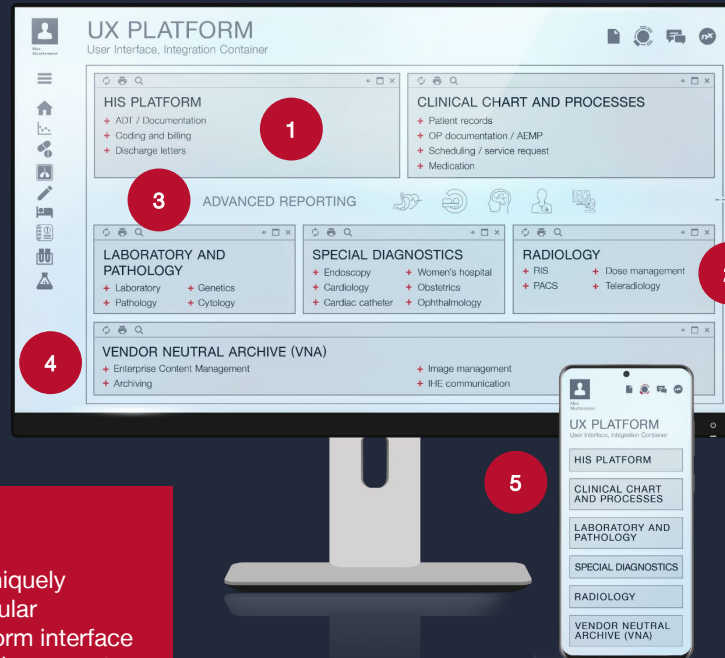 UX PLATFORM
User Interface, Integration Container
HIS PLATFORM
+ ADT / Documentation
+ Coding and billing
+ Discharge letters
1
CLINICAL CHART AND PROCESSES
+ Patient records
+ OP documentation / AEMP
+ Scheduling / service request
+ Medication
3
ADVANCED REPORTING
LABORATORY AND
PATHOLOGY
+ Laboratory + Genetics
+ Pathology + Cytology
SPECIAL DIAGNOSTICS
+ Endoscopy + Women's hospital
+ Cardiology + Obstetrics
+ Cardiac catheter + Ophthalmology
RADIOLOGY
+ RIS + Dose management
+ PACS + Teleradiology
4
VENDOR NEUTRAL ARCHIVE (VNA)
+ Enterprise Content Management + Image management
+ Archiving + IHE communication
5
Max
Mustermann
UX PLATFORM
User Interface, Integration Container
HIS PLATFORM
CLINICAL CHART
AND PROCESSES
LABORATORY AND
PATHOLOGY
SPECIAL DIAGNOSTICS
RADIOLOGY
VENDOR NEUTRAL
ARCHIVE (VNA)
interface